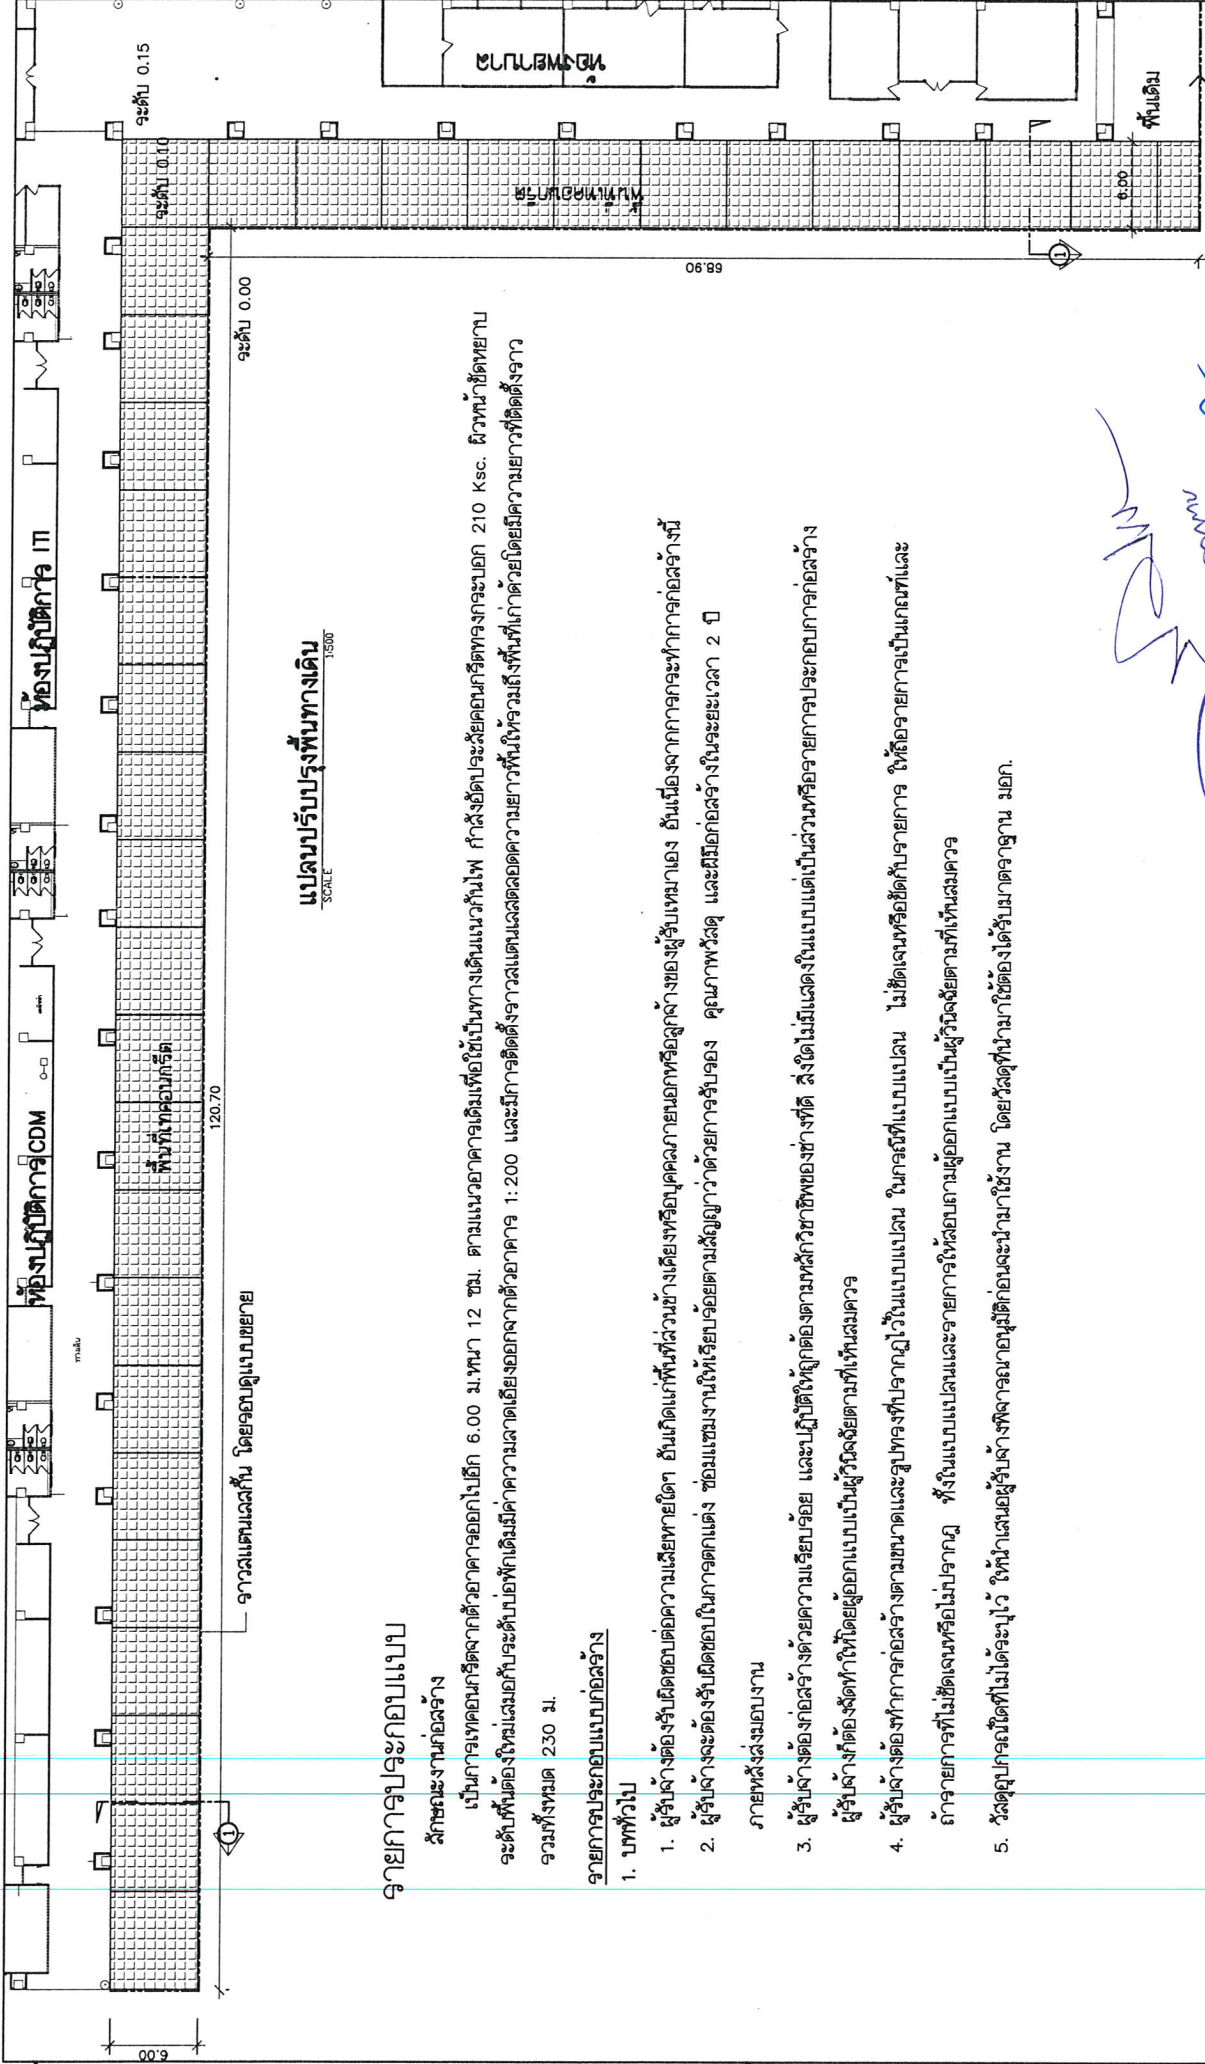 ห้องปฏิบัติการCDM
ห้องปฏิบัติการ ITI
ทางเดิน
ระดับ 0.15
ระดับ 0.10
พื้นที่เทคอนกรีต
120.70
6.00
ระดับ 0.00
ราวสแตนเลสกั้น โดยรอบดูแบบขยาย
ห้องพยาบาล
พื้นที่เทคอนกรีต
68.90
6.00
พื้นเดิม
1
1
แปลนปรับปรุงพื้นทางเดิน
SCALE 1:500
รายการประกอบแบบ
ลักษณะงานก่อสร้าง
เป็นการเทคอนกรีตจากตัวอาคารออกไปอีก 6.00 ม.หนา 12 ซม. ตามแนวอาคารเดิมเพื่อใช้เป็นทางเดินแนวกันไฟ กำลังอัดประลัยคอนกรีตทรงกระบอก 210 Ksc. ผิวหน้าขัดหยาบ
ระดับพื้นต้องใหม่เสมอกับระดับบ่อพักเดิมมีค่าความลาดเอียงออกจากตัวอาคาร 1:200 และมีการติดตั้งราวสแตนเลสตลอดความยาวพื้นให้รวมถึงพื้นที่เก่าด้วยโดยมีความยาวที่ติดตั้งราว
รวมทั้งหมด 230 ม.
รายการประกอบแบบก่อสร้าง
1. บททั่วไป
1. ผู้รับจ้างต้องรับผิดชอบต่อความเสียหายใดๆ อันเกิดแก่พื้นที่ส่วนข้างเคียงหรือบุคคลภายนอกหรือลูกจ้างของผู้รับเหมาเอง อันเนื่องจากการกระทำการก่อสร้างนี้
2. ผู้รับจ้างจะต้องรับผิดชอบในการตกแต่ง ซ่อมแซมงานให้เรียบร้อยตามสัญญาว่าด้วยการรับรอง คุณภาพวัสดุ และฝีมือก่อสร้างในระยะเวลา 2 ปี
ภายหลังส่งมอบงาน
3. ผู้รับจ้างต้องก่อสร้างด้วยความเรียบร้อย และปฏิบัติให้ถูกต้องตามหลักวิชาชีพของช่างที่ดี สิ่งใดไม่มีแสดงในแบบแต่เป็นส่วนหรือรายการประกอบการก่อสร้าง
ผู้รับจ้างก็ต้องจัดทำให้โดยผู้ออกแบบเป็นผู้วินิจฉัยตามที่เห็นสมควร
4. ผู้รับจ้างต้องทำการก่อสร้างตามขนาดและรูปทรงที่ปรากฏไว้ในแบบแปลน ในกรณีที่แบบแปลน ไม่ชัดเจนหรือขัดกับรายการ ให้ถือรายการเป็นเกณฑ์และ
ถ้ารายการที่ไม่ชัดเจนหรือไม่ปรากฏ ทั้งในแบบแปลนและรายการให้สอบถามผู้ออกแบบเป็นผู้วินิจฉัยตามที่เห็นสมควร
5. วัสดุอุปกรณ์ใดที่ไม่ได้ระบุไว้ ให้นำเสนอผู้รับจ้างพิจารณาอนุมัติก่อนจะนำมาใช้งาน โดยวัสดุที่นำมาใช้ต้องได้รับมาตราฐาน มอก.